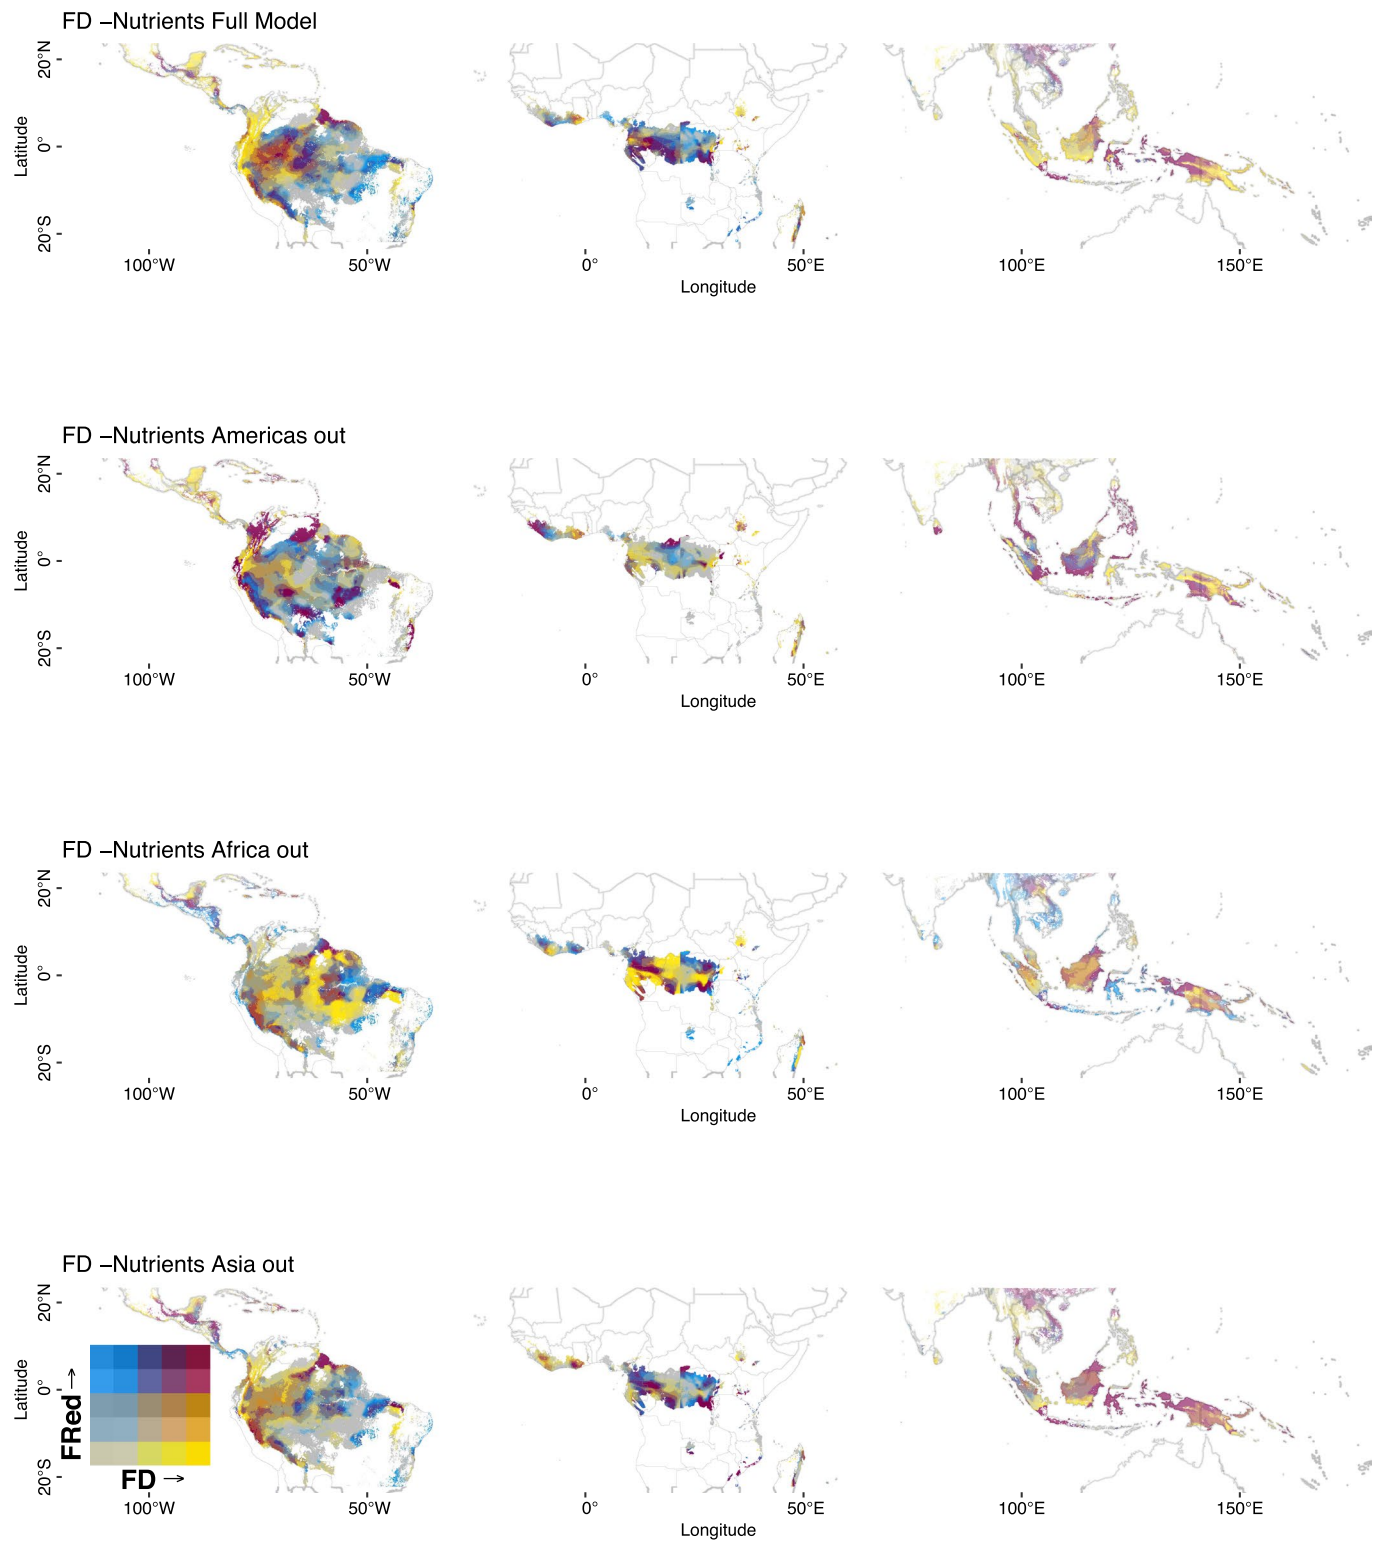 FD −Nutrients Full Model
20°N
0°
20°S
Latitude
100°W
50°W
0°
50°E
100°E
150°E
Longitude
FD −Nutrients Americas out
20°N
0°
20°S
Latitude
100°W
50°W
0°
50°E
100°E
150°E
Longitude
FD −Nutrients Africa out
20°N
0°
20°S
Latitude
100°W
50°W
0°
50°E
100°E
150°E
Longitude
FD −Nutrients Asia out
20°N
0°
20°S
Latitude
FRed →
FD →
100°W
50°W
0°
50°E
100°E
150°E
Longitude